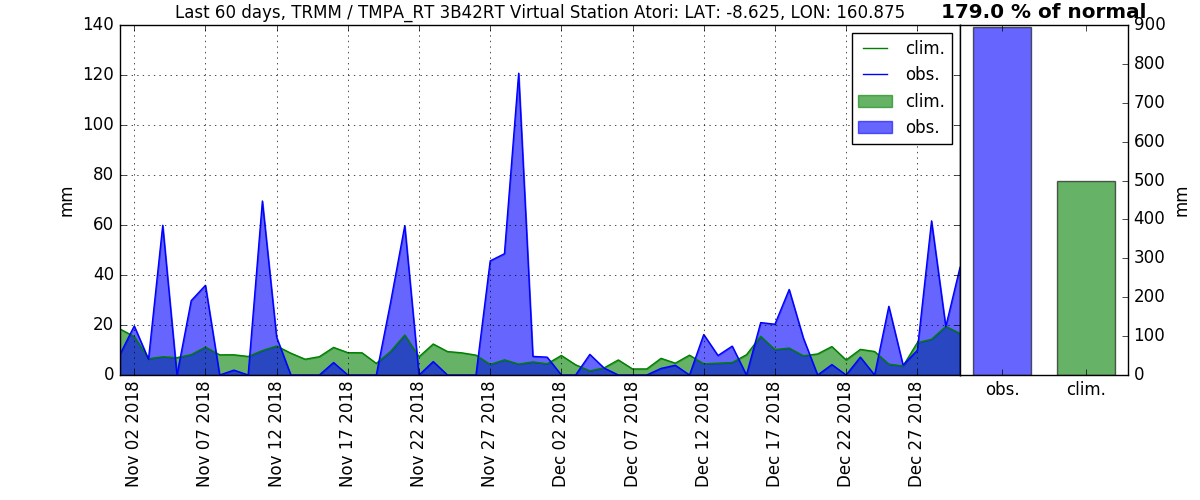 Last 60 days, TRMM / TMPA_RT 3B42RT Virtual Station Atori: LAT: -8.625, LON: 160.875
179.0 % of normal
140
120
100
80
60
40
20
0
mm
clim.
obs.
clim.
obs.
Nov 02 2018
Nov 07 2018
Nov 12 2018
Nov 17 2018
Nov 22 2018
Nov 27 2018
Dec 02 2018
Dec 07 2018
Dec 12 2018
Dec 17 2018
Dec 22 2018
Dec 27 2018
obs.
clim.
900
800
700
600
500
400
300
200
100
0
mm